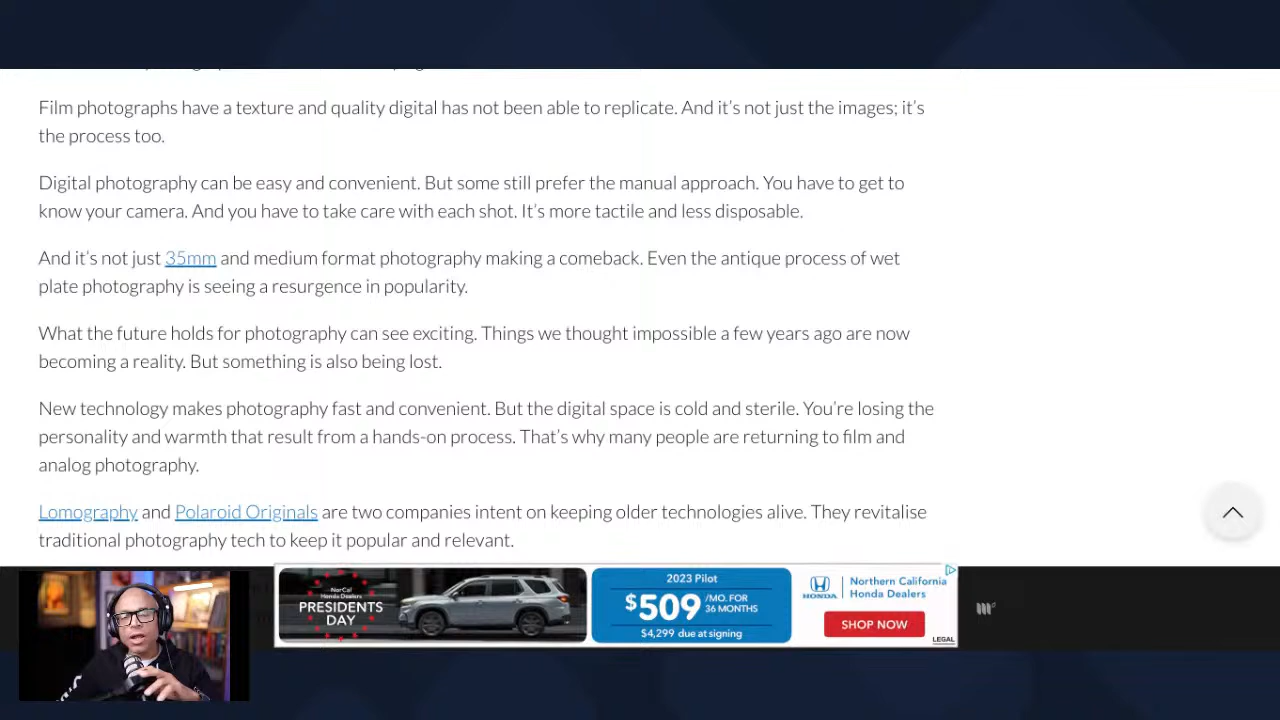 Film photographs have a texture and quality digital has not been able to replicate. And it's not just the images; it's
the process too.
Digital photography can be easy and convenient. But some still prefer the manual approach. You have to get to
know your camera. And you have to take care with each shot. It's more tactile and less disposable.
And it's not just 35mm and medium format photography making a comeback. Even the antique process of wet
plate photography is seeing a resurgence in popularity.
What the future holds for photography can see exciting. Things we thought impossible a few years ago are now
becoming a reality. But something is also being lost.
New technology makes photography fast and convenient. But the digital space is cold and sterile. You're losing the
personality and warmth that result from a hands-on process. That's why many people are returning to film and
analog photography.
Lomography and Polaroid Originals are two companies intent on keeping older technologies alive. They revitalise
traditional photography tech to keep it popular and relevant.
NorCal
Honda Dealers
PRESIDENTS
DAY
2023 Pilot
$509 /MO. FOR
36 MONTHS
$4,299 due at signing
HONDA
Northern California
Honda Dealers
SHOP NOW
LEGAL